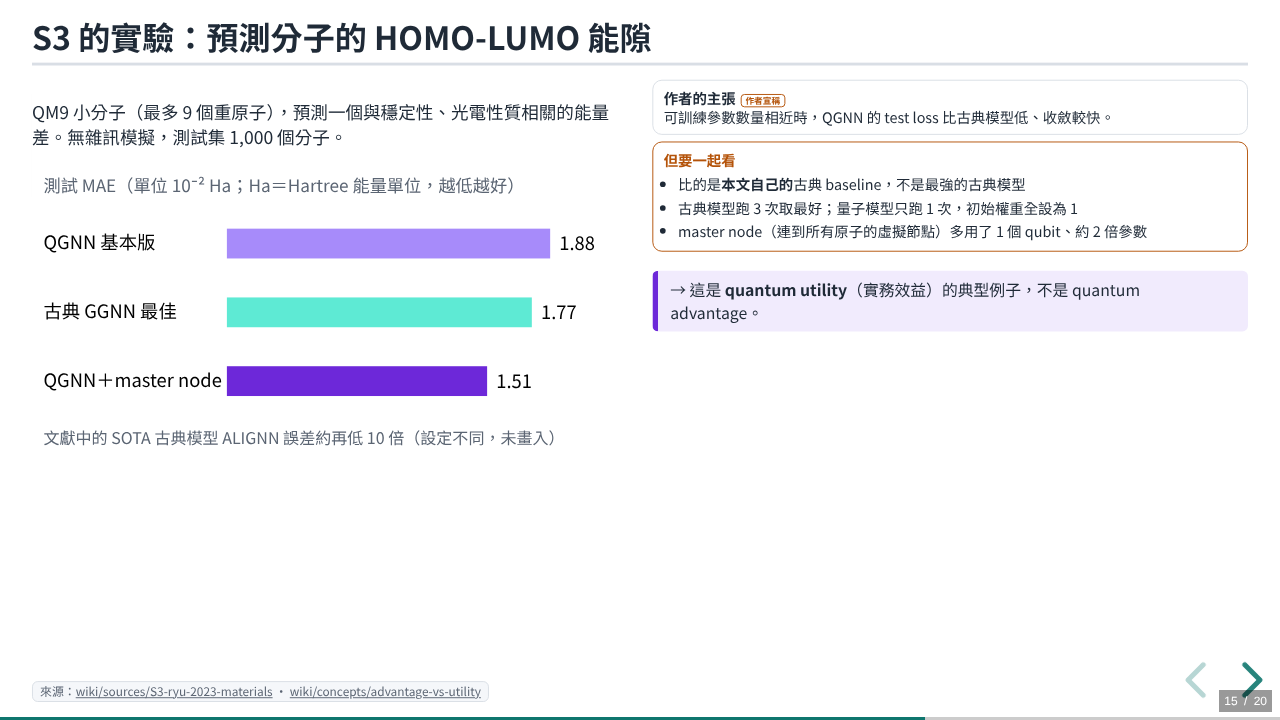 S3 的實驗：預測分子的 HOMO-LUMO 能隙
QM9 小分子（最多 9 個重原子），預測一個與穩定性、光電性質相關的能量
差。無雜訊模擬，測試集 1,000 個分子。
測試 MAE（單位 10⁻² Ha；Ha＝Hartree 能量單位，越低越好）
QGNN 基本版 1.88
古典 GGNN 最佳 1.77
QGNN＋master node 1.51
文獻中的 SOTA 古典模型 ALIGNN 誤差約再低 10 倍（設定不同，未畫入）
作者的主張 作者宣稱
可訓練參數數量相近時，QGNN 的 test loss 比古典模型低、收斂較快。
但要一起看
• 比的是本文自己的古典 baseline，不是最強的古典模型
• 古典模型跑 3 次取最好；量子模型只跑 1 次，初始權重全設為 1
• master node（連到所有原子的虛擬節點）多用了 1 個 qubit、約 2 倍參數
→ 這是 quantum utility（實務效益）的典型例子，不是 quantum
advantage。
來源：wiki/sources/S3-ryu-2023-materials · wiki/concepts/advantage-vs-utility
15 / 20